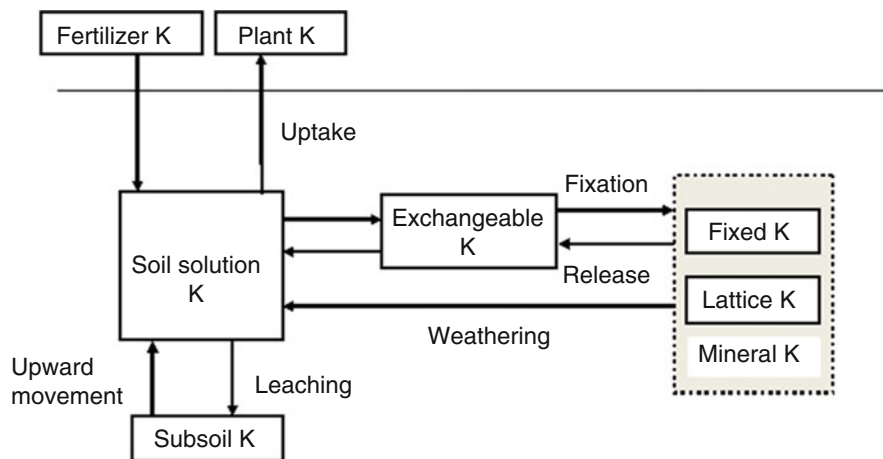 Fertilizer K
Plant K
Uptake
Fixation
Exchangeable
K
Fixed K
Soil solution
K
Release
Lattice K
Weathering
Mineral K
Upward
movement
Leaching
Subsoil K